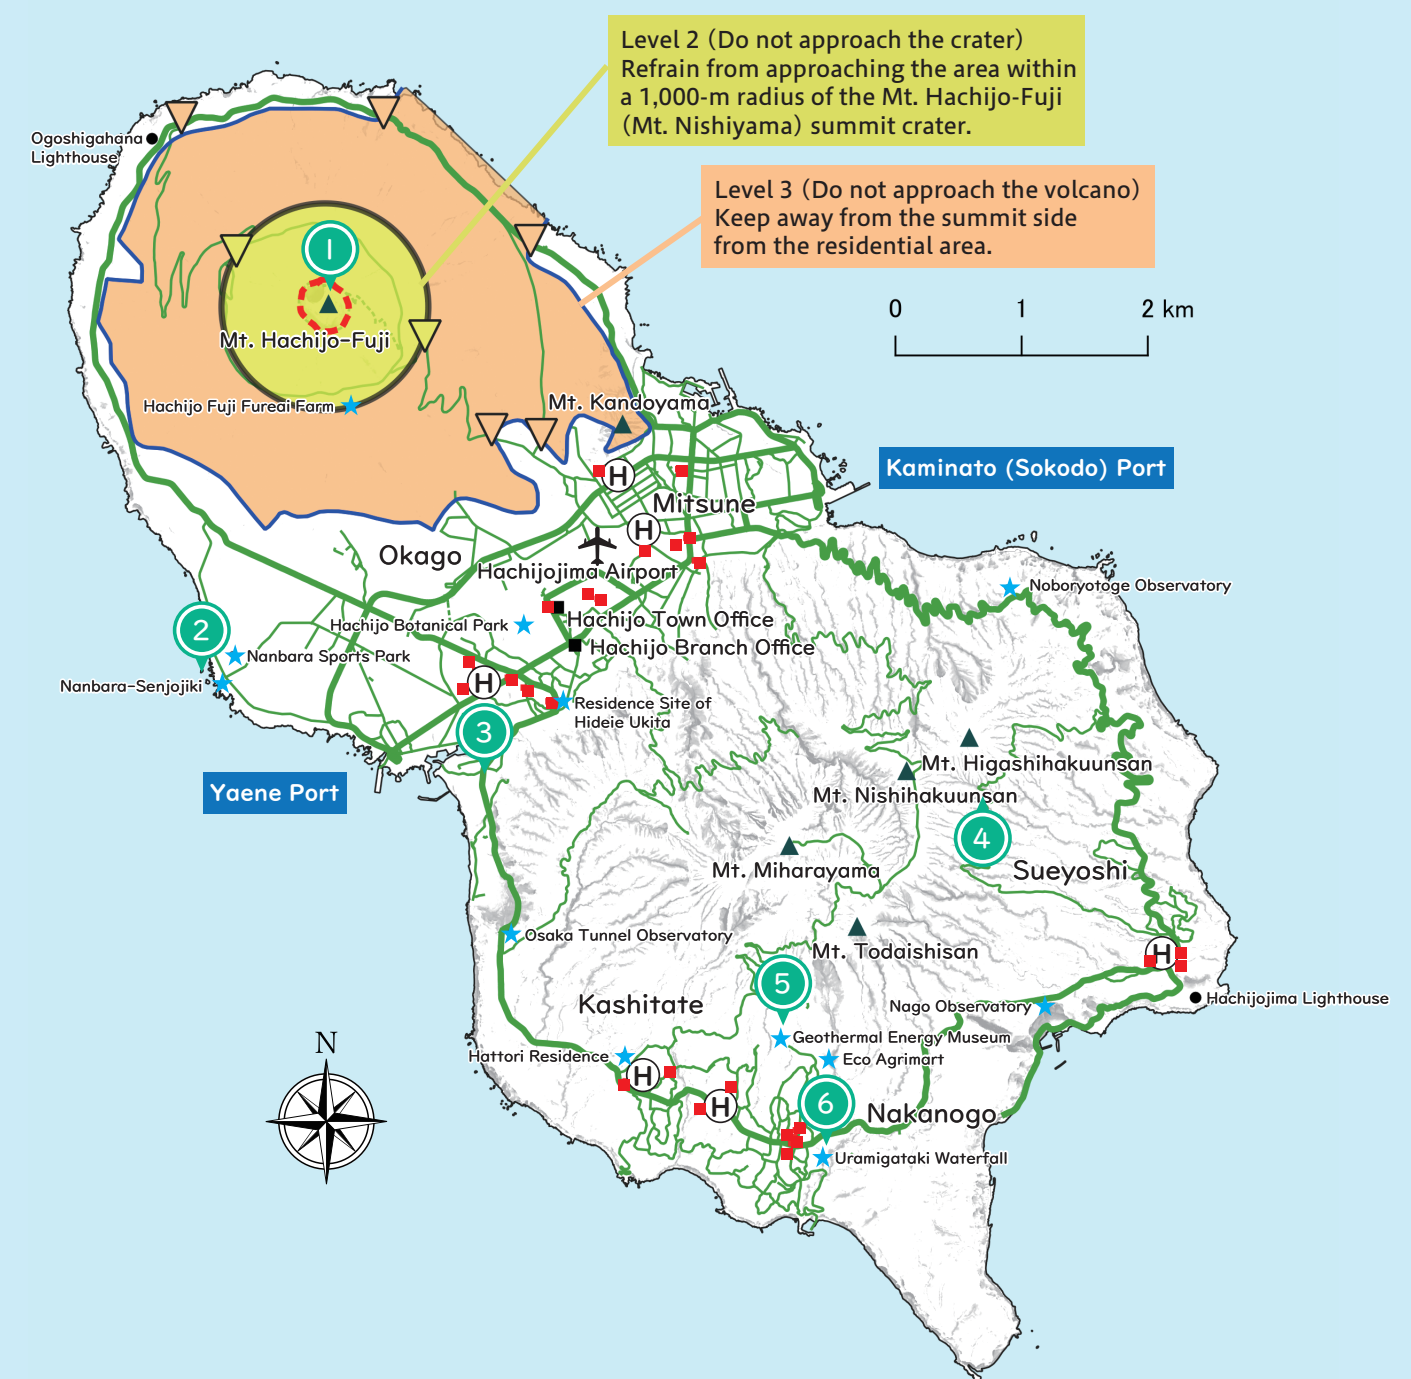 Level 2 (Do not approach the crater)
Refrain from approaching the area within
a 1,000-m radius of the Mt. Hachijo-Fuji
(Mt. Nishiyama) summit crater.
Level 3 (Do not approach the volcano)
Keep away from the summit side
from the residential area.
Ogoshigahana
Lighthouse
1
0 1 2 km
Mt. Hachijo-Fuji
Hachijo Fuji Fureai Farm
Mt. Kandoyama
Kaminato (Sokodo) Port
H
Mitsune
H
Okago
Hachijojima Airport
Noboryotoge Observatory
2
Hachijo Botanical Park
Hachijo Town Office
Nanbara Sports Park
Hachijo Branch Office
Nanbara-Senjojiki
H
Residence Site of
Hideie Ukita
3
Mt. Higashihakuunsan
Yaene Port
Mt. Nishihakuunsan
4
Mt. Miharayama
Sueyoshi
Osaka Tunnel Observatory
Mt. Todaishisan
H
5
Kashitate
Nago Observatory
Hachijojima Lighthouse
N
Geothermal Energy Museum
Hattori Residence
Eco Agrimart
H
H
6
Nakanogo
Uramigataki Waterfall